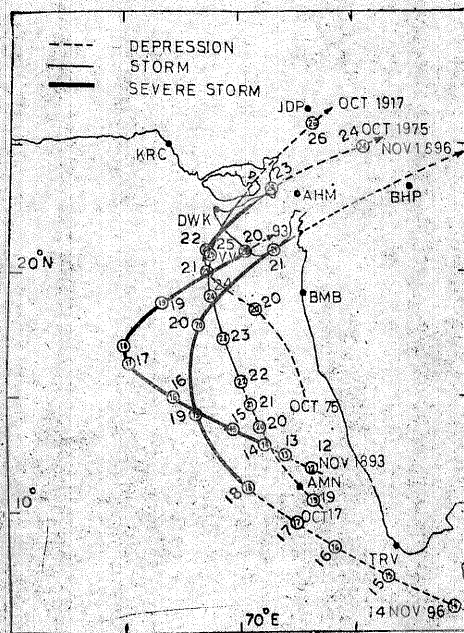 DEPRESSION
STORM
SEVERE STORM
JDP
OCT 1917
26
24 OCT 1975
NOV 1896
KRC
23
AHM
BHP
DWK
22
25
20
93
21
21
20°N
24
19
20
BMB
20
17
23
22
16
OCT 75
21
19
15
20
14
13
12
NOV 1893
18
AMN
19
10°
17
OCT 17
16
TRV
15
70°E
14 NOV 96